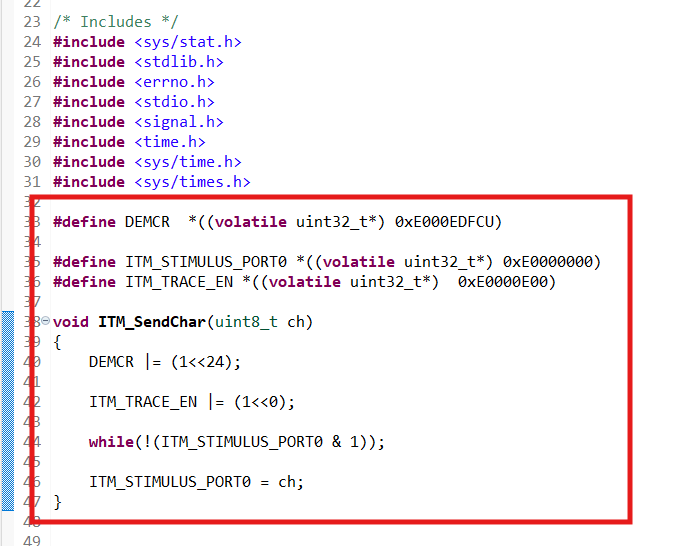 22
23 /* Includes */
24 #include <sys/stat.h>
25 #include <stdlib.h>
26 #include <errno.h>
27 #include <stdio.h>
28 #include <signal.h>
29 #include <time.h>
30 #include <sys/time.h>
31 #include <sys/times.h>
32
33 #define DEMCR  *((volatile uint32_t*) 0xE000EDFCU)
34
35 #define ITM_STIMULUS_PORT0 *((volatile uint32_t*) 0xE0000000)
36 #define ITM_TRACE_EN *((volatile uint32_t*)  0xE0000E00)
37
38 void ITM_SendChar(uint8_t ch)
39 {
40     DEMCR |= (1<<24);
41
42     ITM_TRACE_EN |= (1<<0);
43
44     while(!(ITM_STIMULUS_PORT0 & 1));
45
46     ITM_STIMULUS_PORT0 = ch;
47 }
48
49